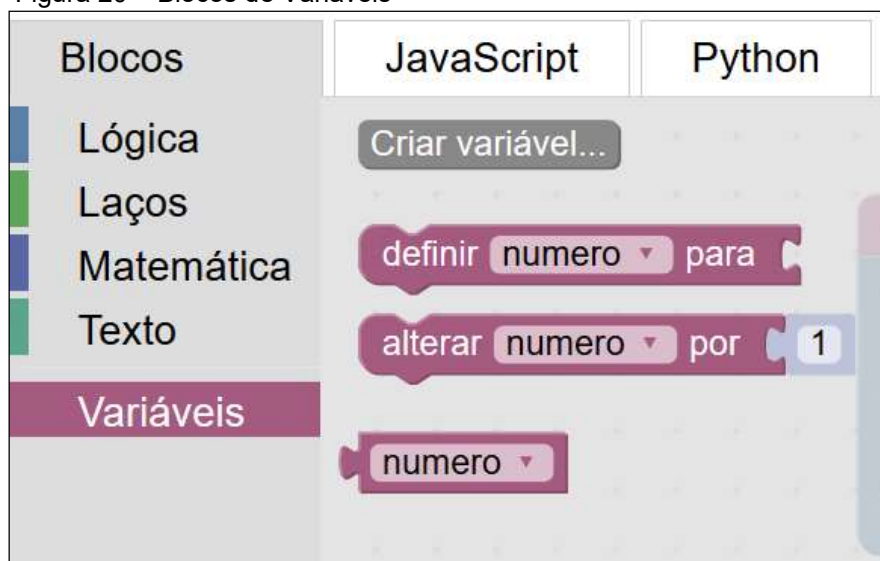 Blocos JavaScript Python
Lógica
Laços
Matemática
Texto
Variáveis
Criar variável...
definir numero para
alterar numero por 1
numero